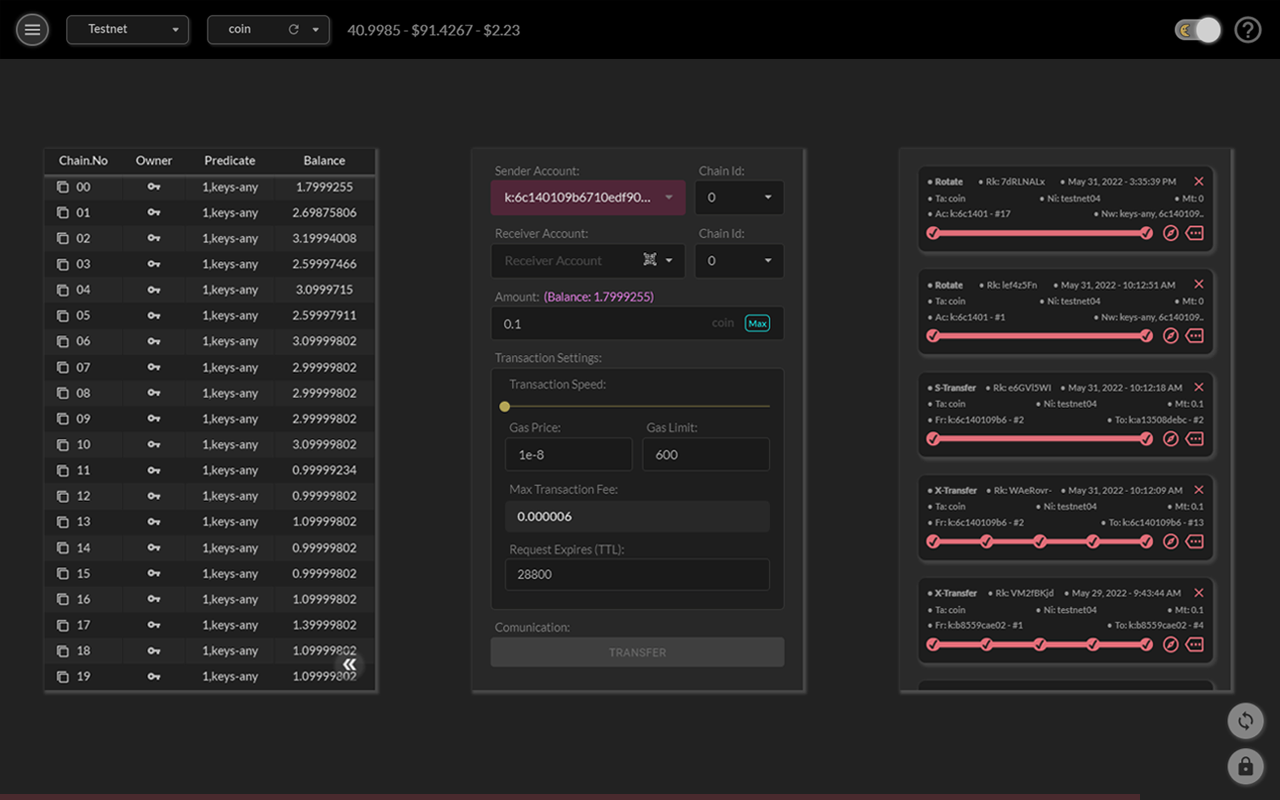 Testnet coin 40.9985 - $91.4267 - $2.23
Chain.No Owner Predicate Balance
00 1,keys-any 1.7999255
01 1,keys-any 2.69875806
02 1,keys-any 3.19994008
03 1,keys-any 2.59997466
04 1,keys-any 3.0999715
05 1,keys-any 2.59997911
06 1,keys-any 3.09999802
07 1,keys-any 2.99999802
08 1,keys-any 2.99999802
09 1,keys-any 2.99999802
10 1,keys-any 3.09999802
11 1,keys-any 0.99999234
12 1,keys-any 0.99999802
13 1,keys-any 1.09999802
14 1,keys-any 0.99999802
15 1,keys-any 0.99999802
16 1,keys-any 1.09999802
17 1,keys-any 1.39999802
18 1,keys-any 1.09999802
19 1,keys-any 1.09999802
Sender Account: Chain Id:
k:6c140109b6710edf90... 0
Receiver Account: Chain Id:
Receiver Account 0
Amount: (Balance: 1.7999255)
0.1 coin Max
Transaction Settings:
Transaction Speed:
Gas Price: Gas Limit:
1e-8 600
Max Transaction Fee:
0.000006
Request Expires (TTL):
28800
Comunication:
TRANSFER
• Rotate • Rk: 7dRLNALx • May 31, 2022 - 3:35:39 PM
• Ta: coin • Ni: testnet04 • Mt: 0
• Ac: k:6c1401 - #17 • Nw: keys-any, 6c140109..
• Rotate • Rk: lef4z5Fn • May 31, 2022 - 10:12:51 AM
• Ta: coin • Ni: testnet04 • Mt: 0
• Ac: k:6c1401 - #1 • Nw: keys-any, 6c140109..
• S-Transfer • Rk: e6GVl5WI • May 31, 2022 - 10:12:18 AM
• Ta: coin • Ni: testnet04 • Mt: 0.1
• Fr: k:6c140109b6 - #2 • To: k:a13508debc - #2
• X-Transfer • Rk: WAeRovr- • May 31, 2022 - 10:12:09 AM
• Ta: coin • Ni: testnet04 • Mt: 0.1
• Fr: k:6c140109b6 - #2 • To: k:6c140109b6 - #13
• X-Transfer • Rk: VM2fBKjd • May 29, 2022 - 9:43:44 AM
• Ta: coin • Ni: testnet04 • Mt: 0.1
• Fr: k:b8559cae02 - #1 • To: k:b8559cae02 - #4